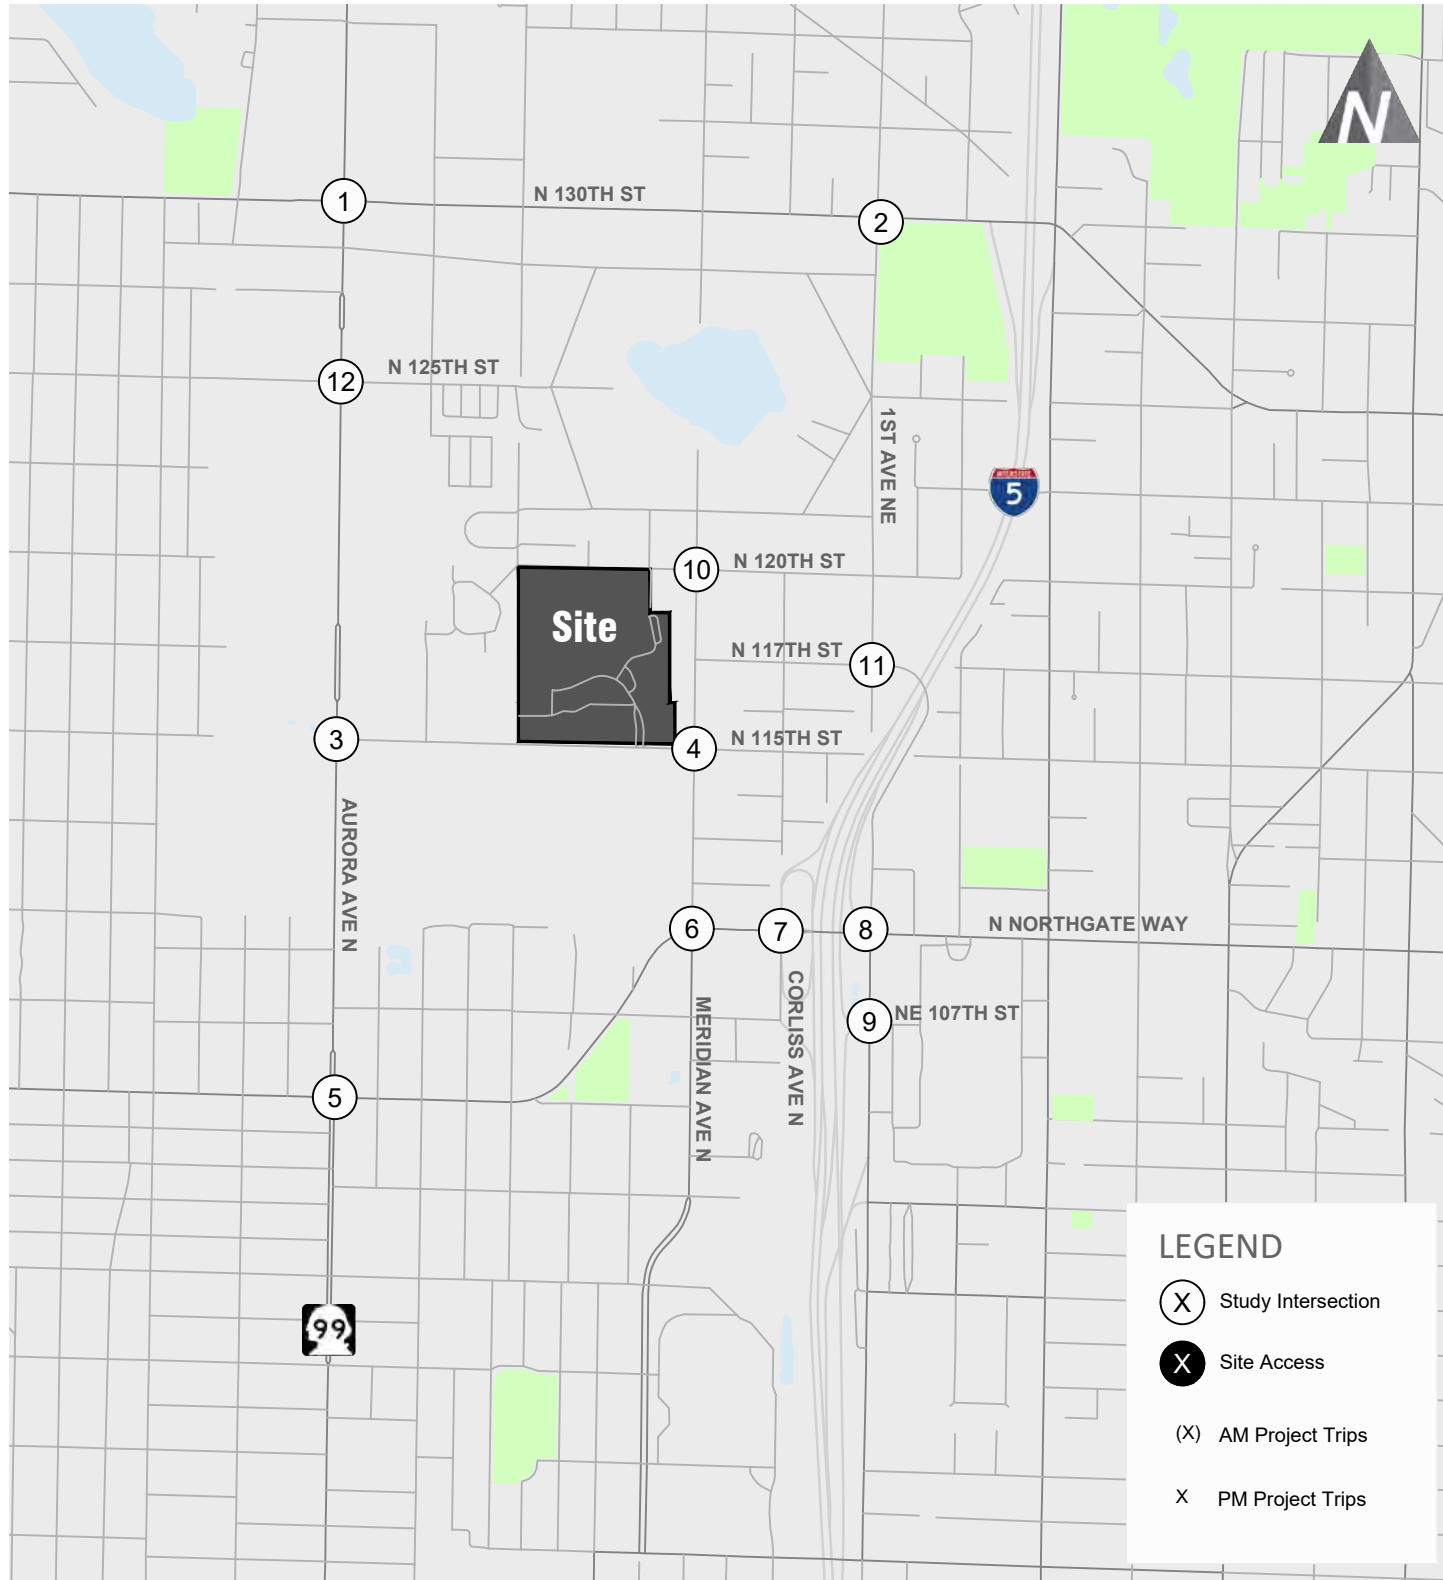 N
1
N 130TH ST
2
12
N 125TH ST
1ST AVE NE
INTERSTATE
5
10
N 120TH ST
Site
N 117TH ST
11
3
4
N 115TH ST
AURORA AVE N
6
7
8
N NORTHGATE WAY
MERIDIAN AVE N
CORLISS AVE N
9
NE 107TH ST
5
99
LEGEND
X Study Intersection
X Site Access
(X) AM Project Trips
X PM Project Trips